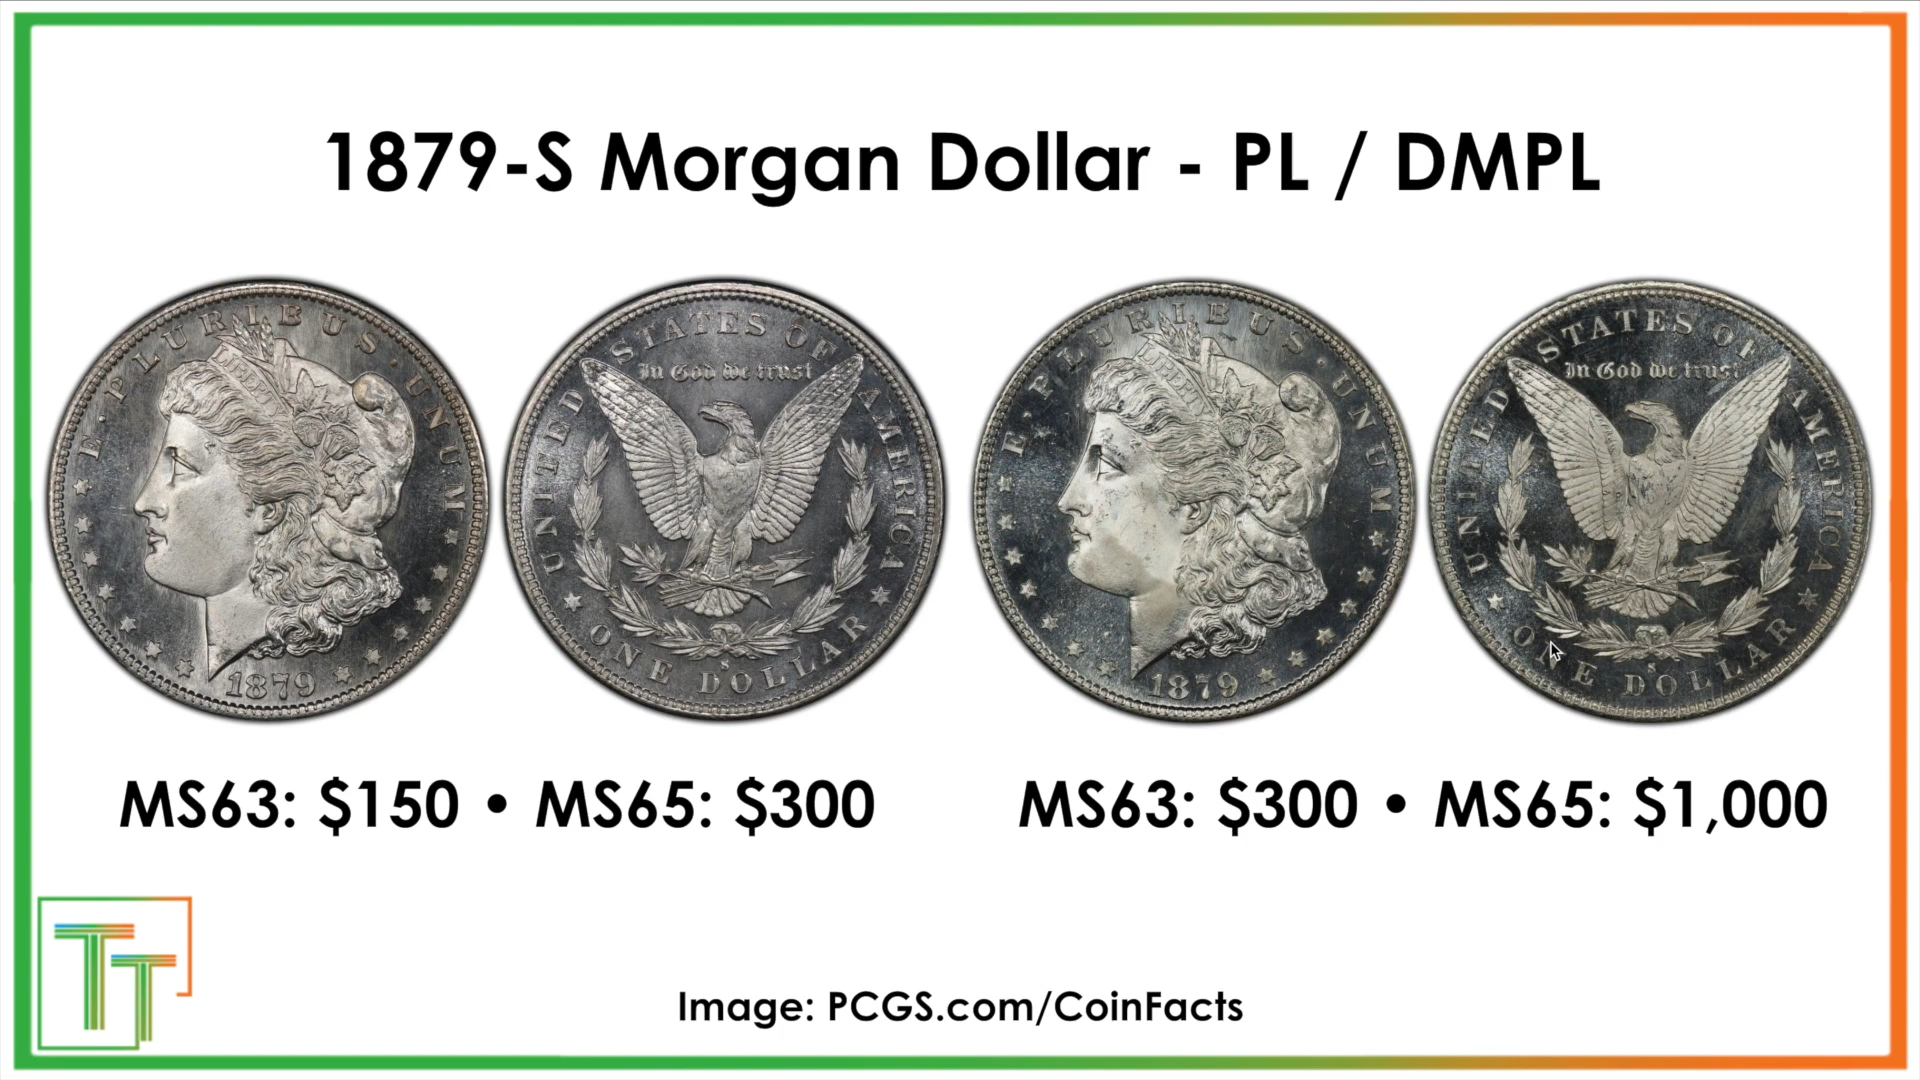 1879-S Morgan Dollar - PL / DMPL
E · PLURIBUS · UNUM
LIBERTY
1879
UNITED STATES OF AMERICA
In God we trust
S
ONE DOLLAR
E · PLURIBUS · UNUM
LIBERTY
1879
UNITED STATES OF AMERICA
In God we trust
S
ONE DOLLAR
MS63: $150 • MS65: $300
MS63: $300 • MS65: $1,000
TT
Image: PCGS.com/CoinFacts